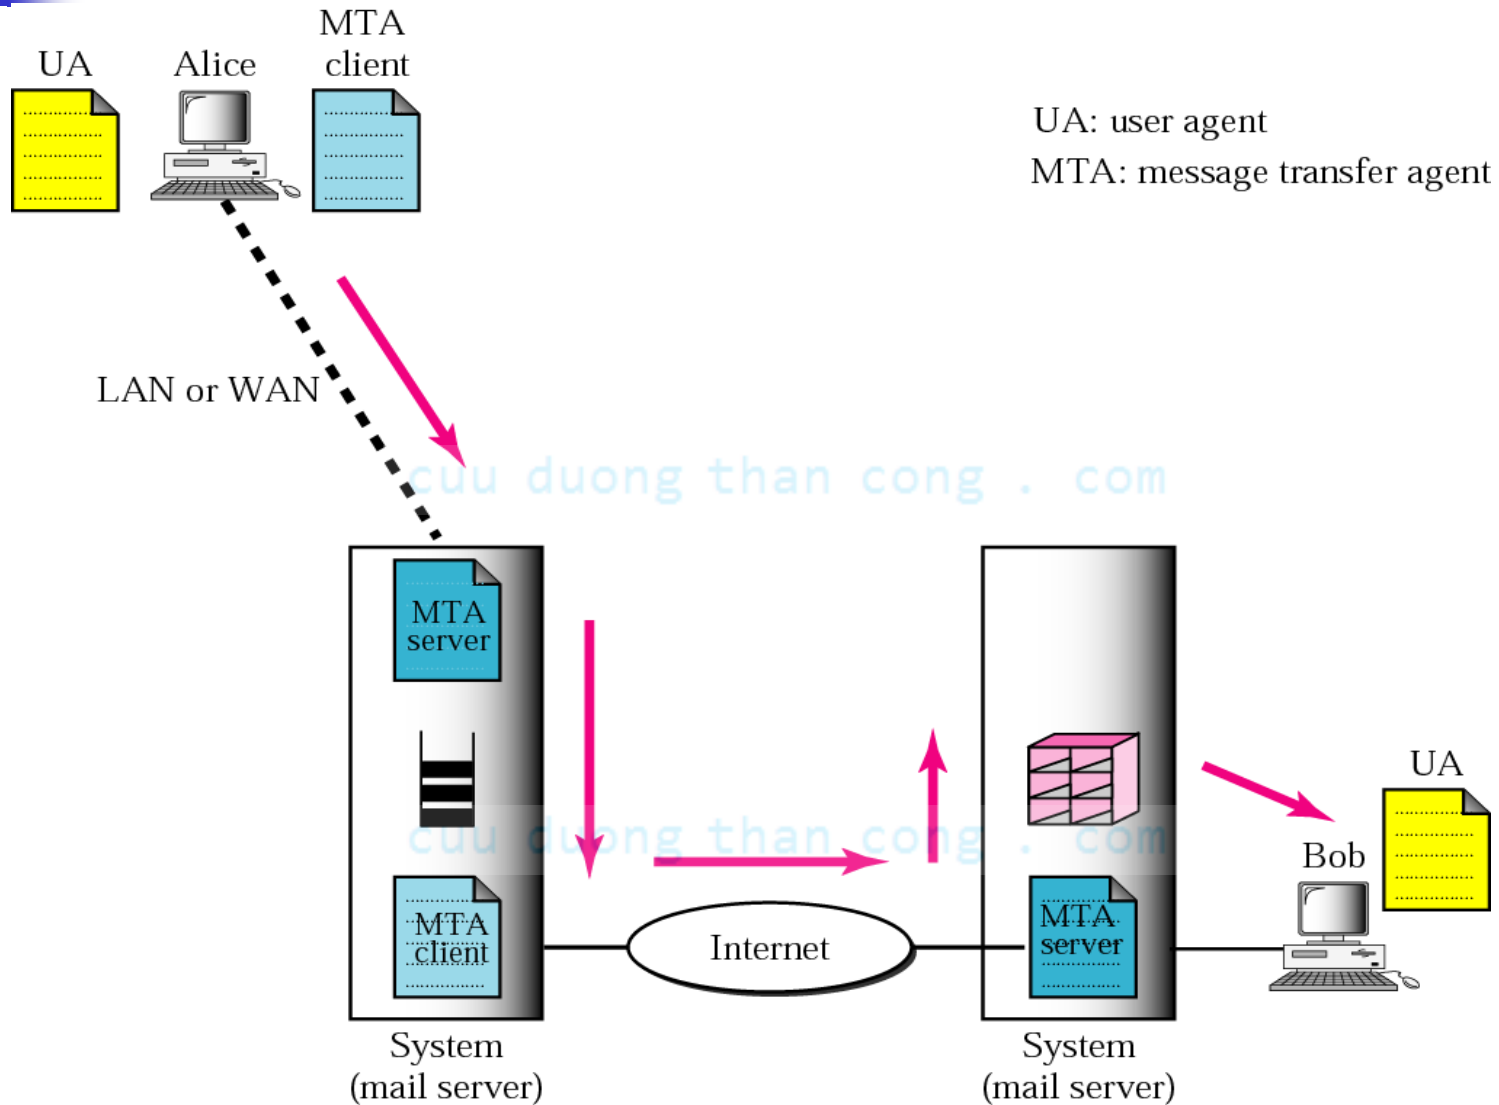 MTA
client
UA
Alice
UA: user agent
MTA: message transfer agent
LAN or WAN
cuu duong than cong . com
MTA
server
UA
cuu duong than cong . com
Bob
MTA
client
Internet
MTA
server
System
(mail server)
System
(mail server)